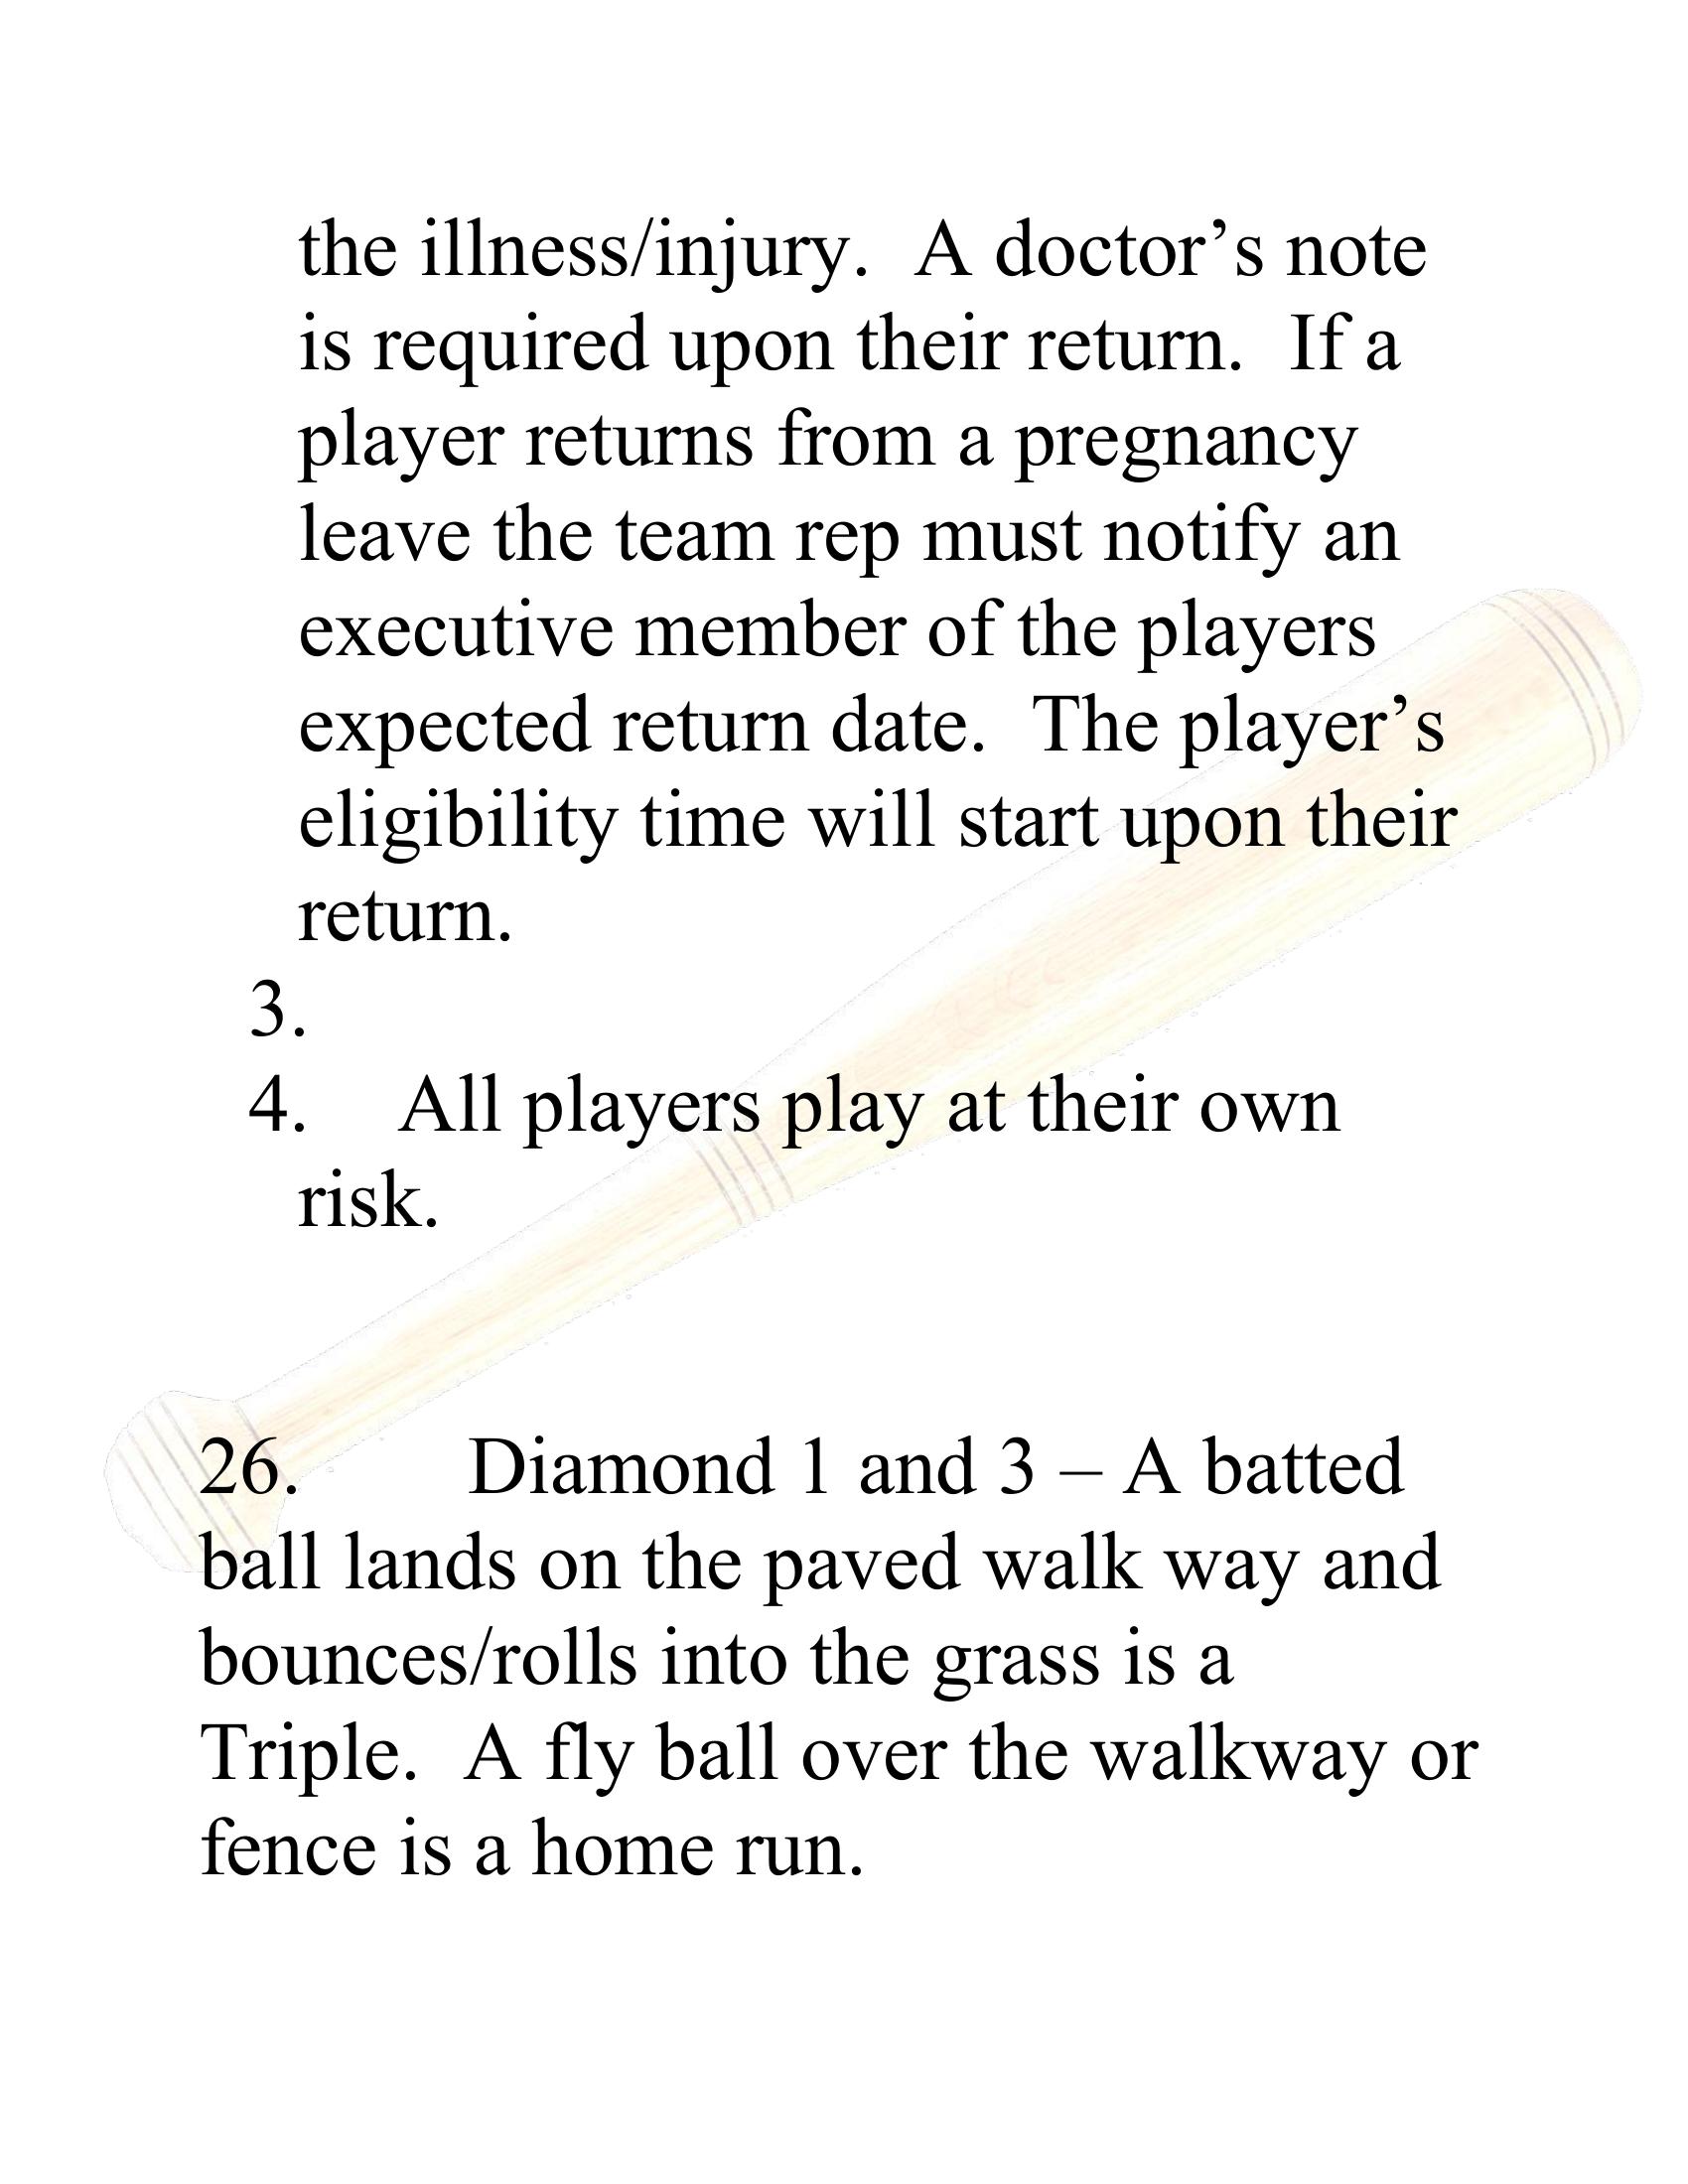 the illness/injury.  A doctor’s note
is required upon their return.  If a
player returns from a pregnancy
leave the team rep must notify an
executive member of the players
expected return date.  The player’s
eligibility time will start upon their
return.
3.
4. All players play at their own
risk.
26. Diamond 1 and 3 – A batted
ball lands on the paved walk way and
bounces/rolls into the grass is a
Triple.  A fly ball over the walkway or
fence is a home run.